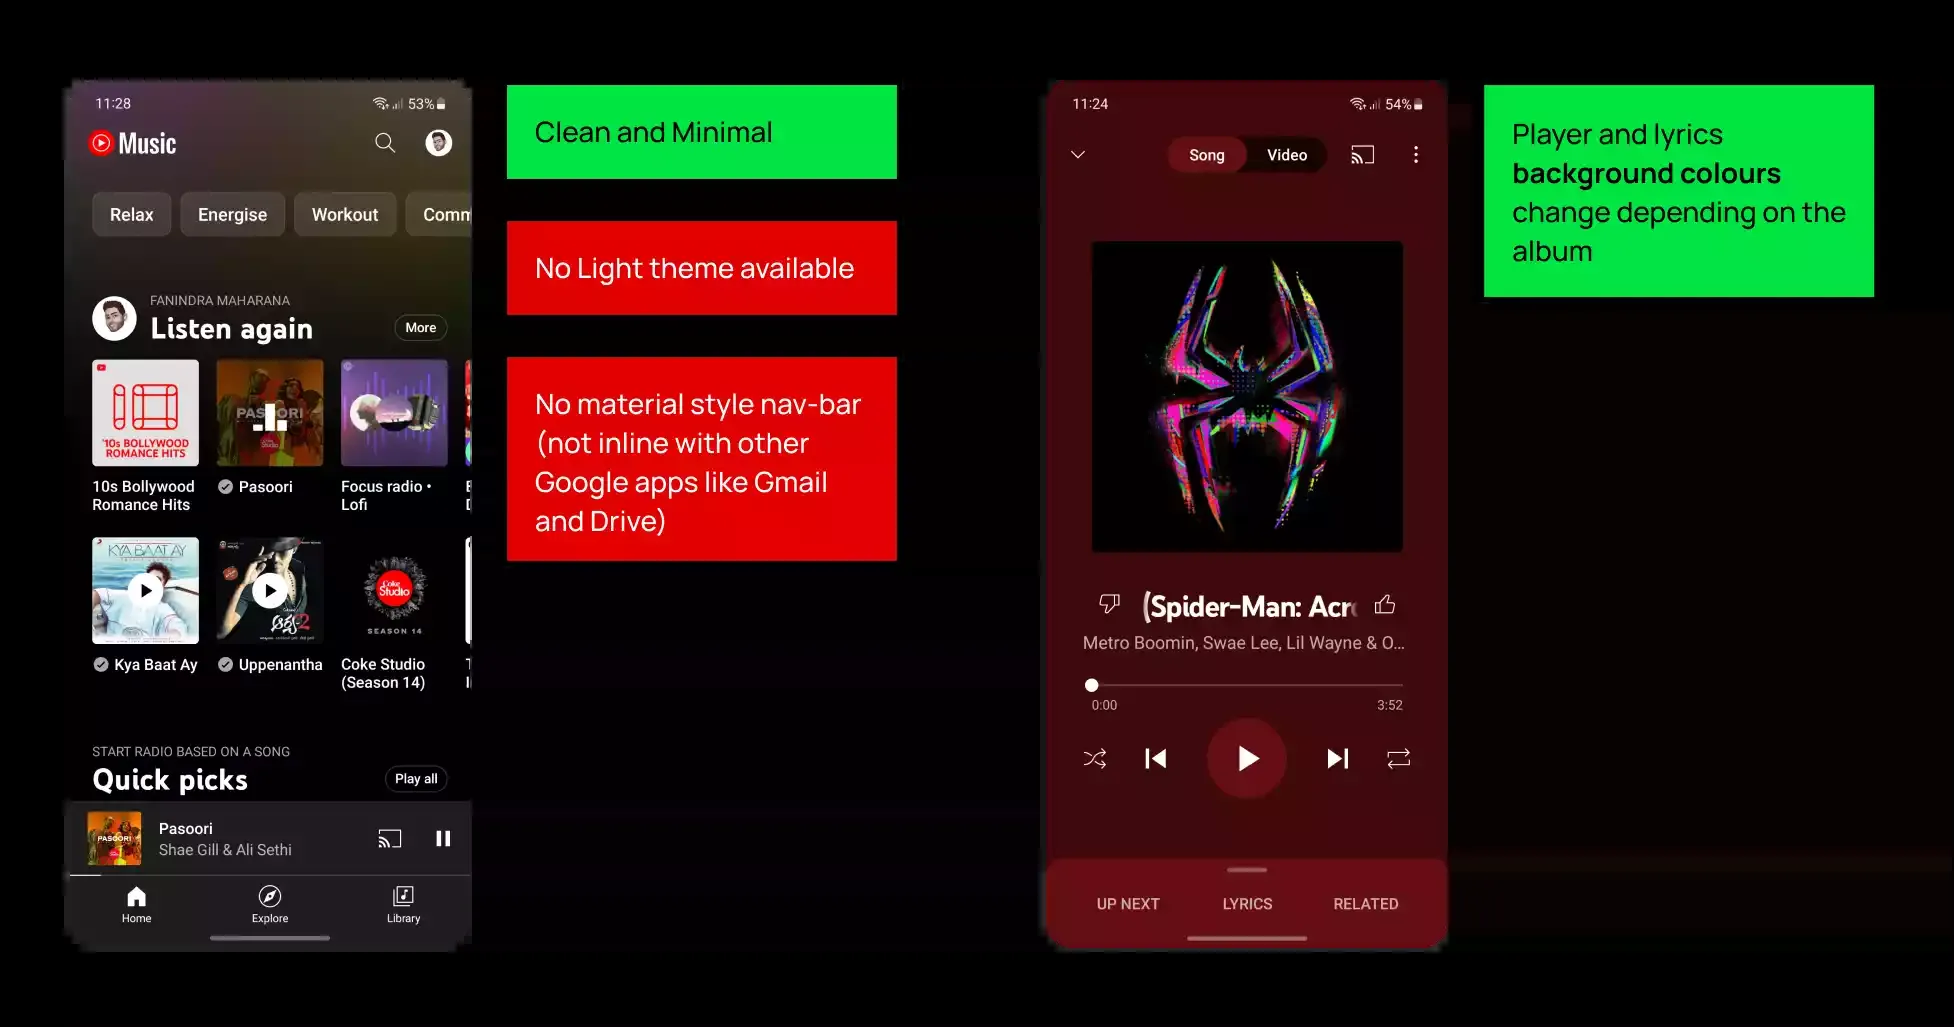 11:28
53%
Music
Relax
Energise
Workout
Comm
FANINDRA MAHARANA
Listen again
More
'10s BOLLYWOOD
ROMANCE HITS
PASOORI
10s Bollywood
Romance Hits
Pasoori
Focus radio •
Lofi
KYA BAAT AY
Coke
Studio
SEASON 14
ఆర్య-2
Kya Baat Ay
Uppenantha
Coke Studio
(Season 14)
START RADIO BASED ON A SONG
Quick picks
Play all
PASOORI
Pasoori
Shae Gill & Ali Sethi
Home
Explore
Library
Clean and Minimal
No Light theme available
No material style nav-bar
(not inline with other
Google apps like Gmail
and Drive)
11:24
54%
Song
Video
(Spider-Man: Acr
Metro Boomin, Swae Lee, Lil Wayne & O...
0:00
3:52
UP NEXT
LYRICS
RELATED
Player and lyrics
background colours
change depending on the
album